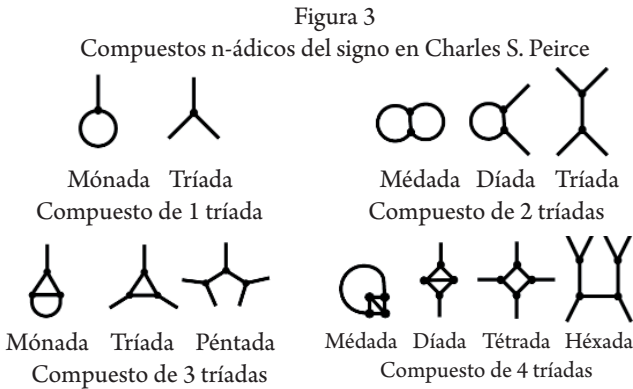 Figura 3
Compuestos n-ádicos del signo en Charles S. Peirce
Mónada Tríada
Compuesto de 1 tríada
Médada Díada Tríada
Compuesto de 2 tríadas
Mónada Tríada Péntada
Compuesto de 3 tríadas
Médada Díada Tétrada Héxada
Compuesto de 4 tríadas